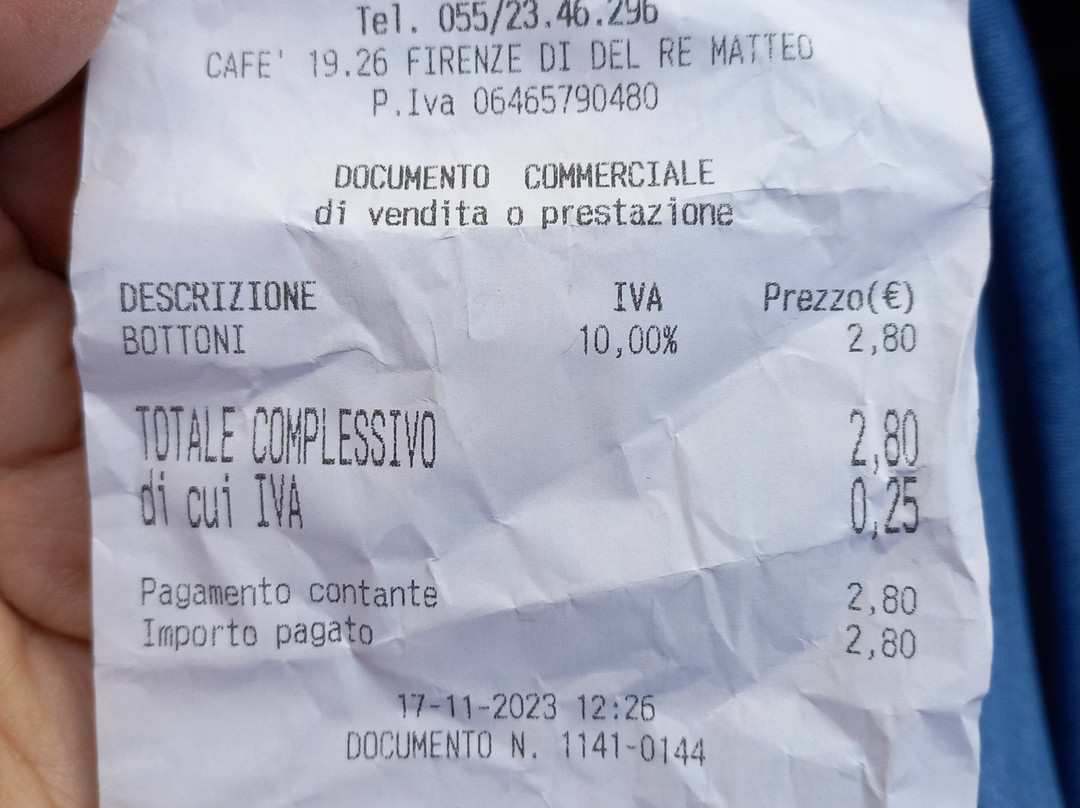 Tel. 055/23.46.296
CAFE' 19.26 FIRENZE DI DEL RE MATTEO
P.Iva 06465790480
DOCUMENTO COMMERCIALE
di vendita o prestazione
DESCRIZIONE IVA Prezzo(€)
BOTTONI 10,00% 2,80
TOTALE COMPLESSIVO 2,80
di cui IVA 0,25
Pagamento contante 2,80
Importo pagato 2,80
17-11-2023 12:26
DOCUMENTO N. 1141-0144